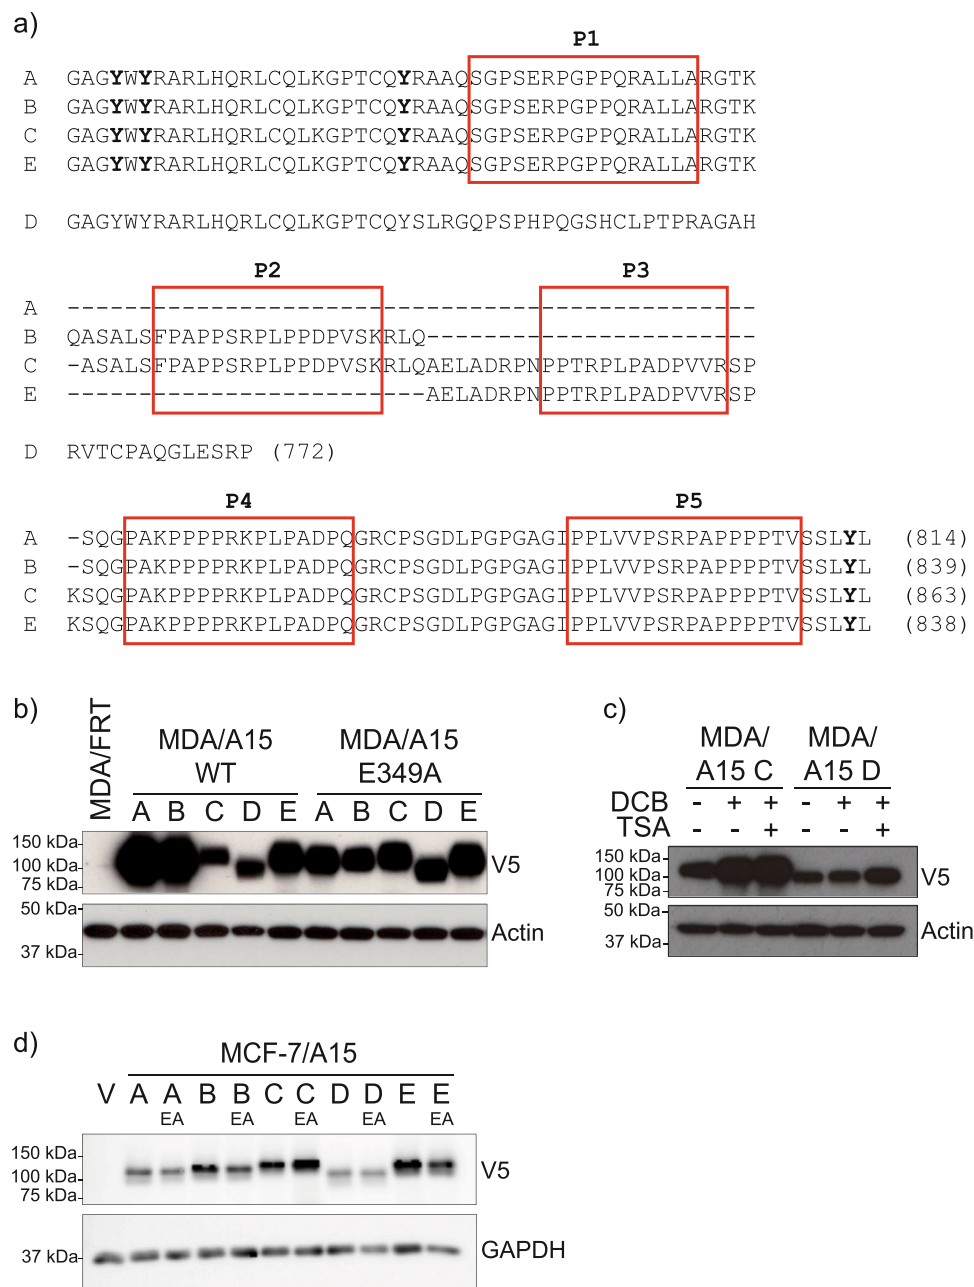 a)
P1
A GAGYWYRARLHQRLCQLKGPTCQYRAAQSGPSERPGPPQRALLARGTK
B GAGYWYRARLHQRLCQLKGPTCQYRAAQSGPSERPGPPQRALLARGTK
C GAGYWYRARLHQRLCQLKGPTCQYRAAQSGPSERPGPPQRALLARGTK
E GAGYWYRARLHQRLCQLKGPTCQYRAAQSGPSERPGPPQRALLARGTK
D GAGYWYRARLHQRLCQLKGPTCQYSLRGQPSPHPQGSHCLPTPRAGAH
P2 P3
A ------------------------------------------------
B QASALSFPAPPSRPLPPDPVSKRLQ-----------------------
C -ASALSFPAPPSRPLPPDPVSKRLQAELADRPNPPTRPLPADPVVRSP
E -------------------------AELADRPNPPTRPLPADPVVRSP
D RVTCPAQGLESRP (772)
P4 P5
A -SQGPAKPPPPRKPLPADPQGRCPSGDLPGPGAGIPPLVVPSRPAPPPPTVSSLYL (814)
B -SQGPAKPPPPRKPLPADPQGRCPSGDLPGPGAGIPPLVVPSRPAPPPPTVSSLYL (839)
C KSQGPAKPPPPRKPLPADPQGRCPSGDLPGPGAGIPPLVVPSRPAPPPPTVSSLYL (863)
E KSQGPAKPPPPRKPLPADPQGRCPSGDLPGPGAGIPPLVVPSRPAPPPPTVSSLYL (838)
b)
MDA/FRT
MDA/A15 WT
MDA/A15 E349A
A B C D E A B C D E
150 kDa
100 kDa
75 kDa
V5
50 kDa
37 kDa
Actin
c)
MDA/ A15 C
MDA/ A15 D
DCB - + + - + +
TSA - - + - - +
150 kDa
100 kDa
75 kDa
V5
50 kDa
37 kDa
Actin
d)
MCF-7/A15
V A A B B C C D D E E
EA EA EA EA EA
150 kDa
100 kDa
75 kDa
V5
37 kDa
GAPDH